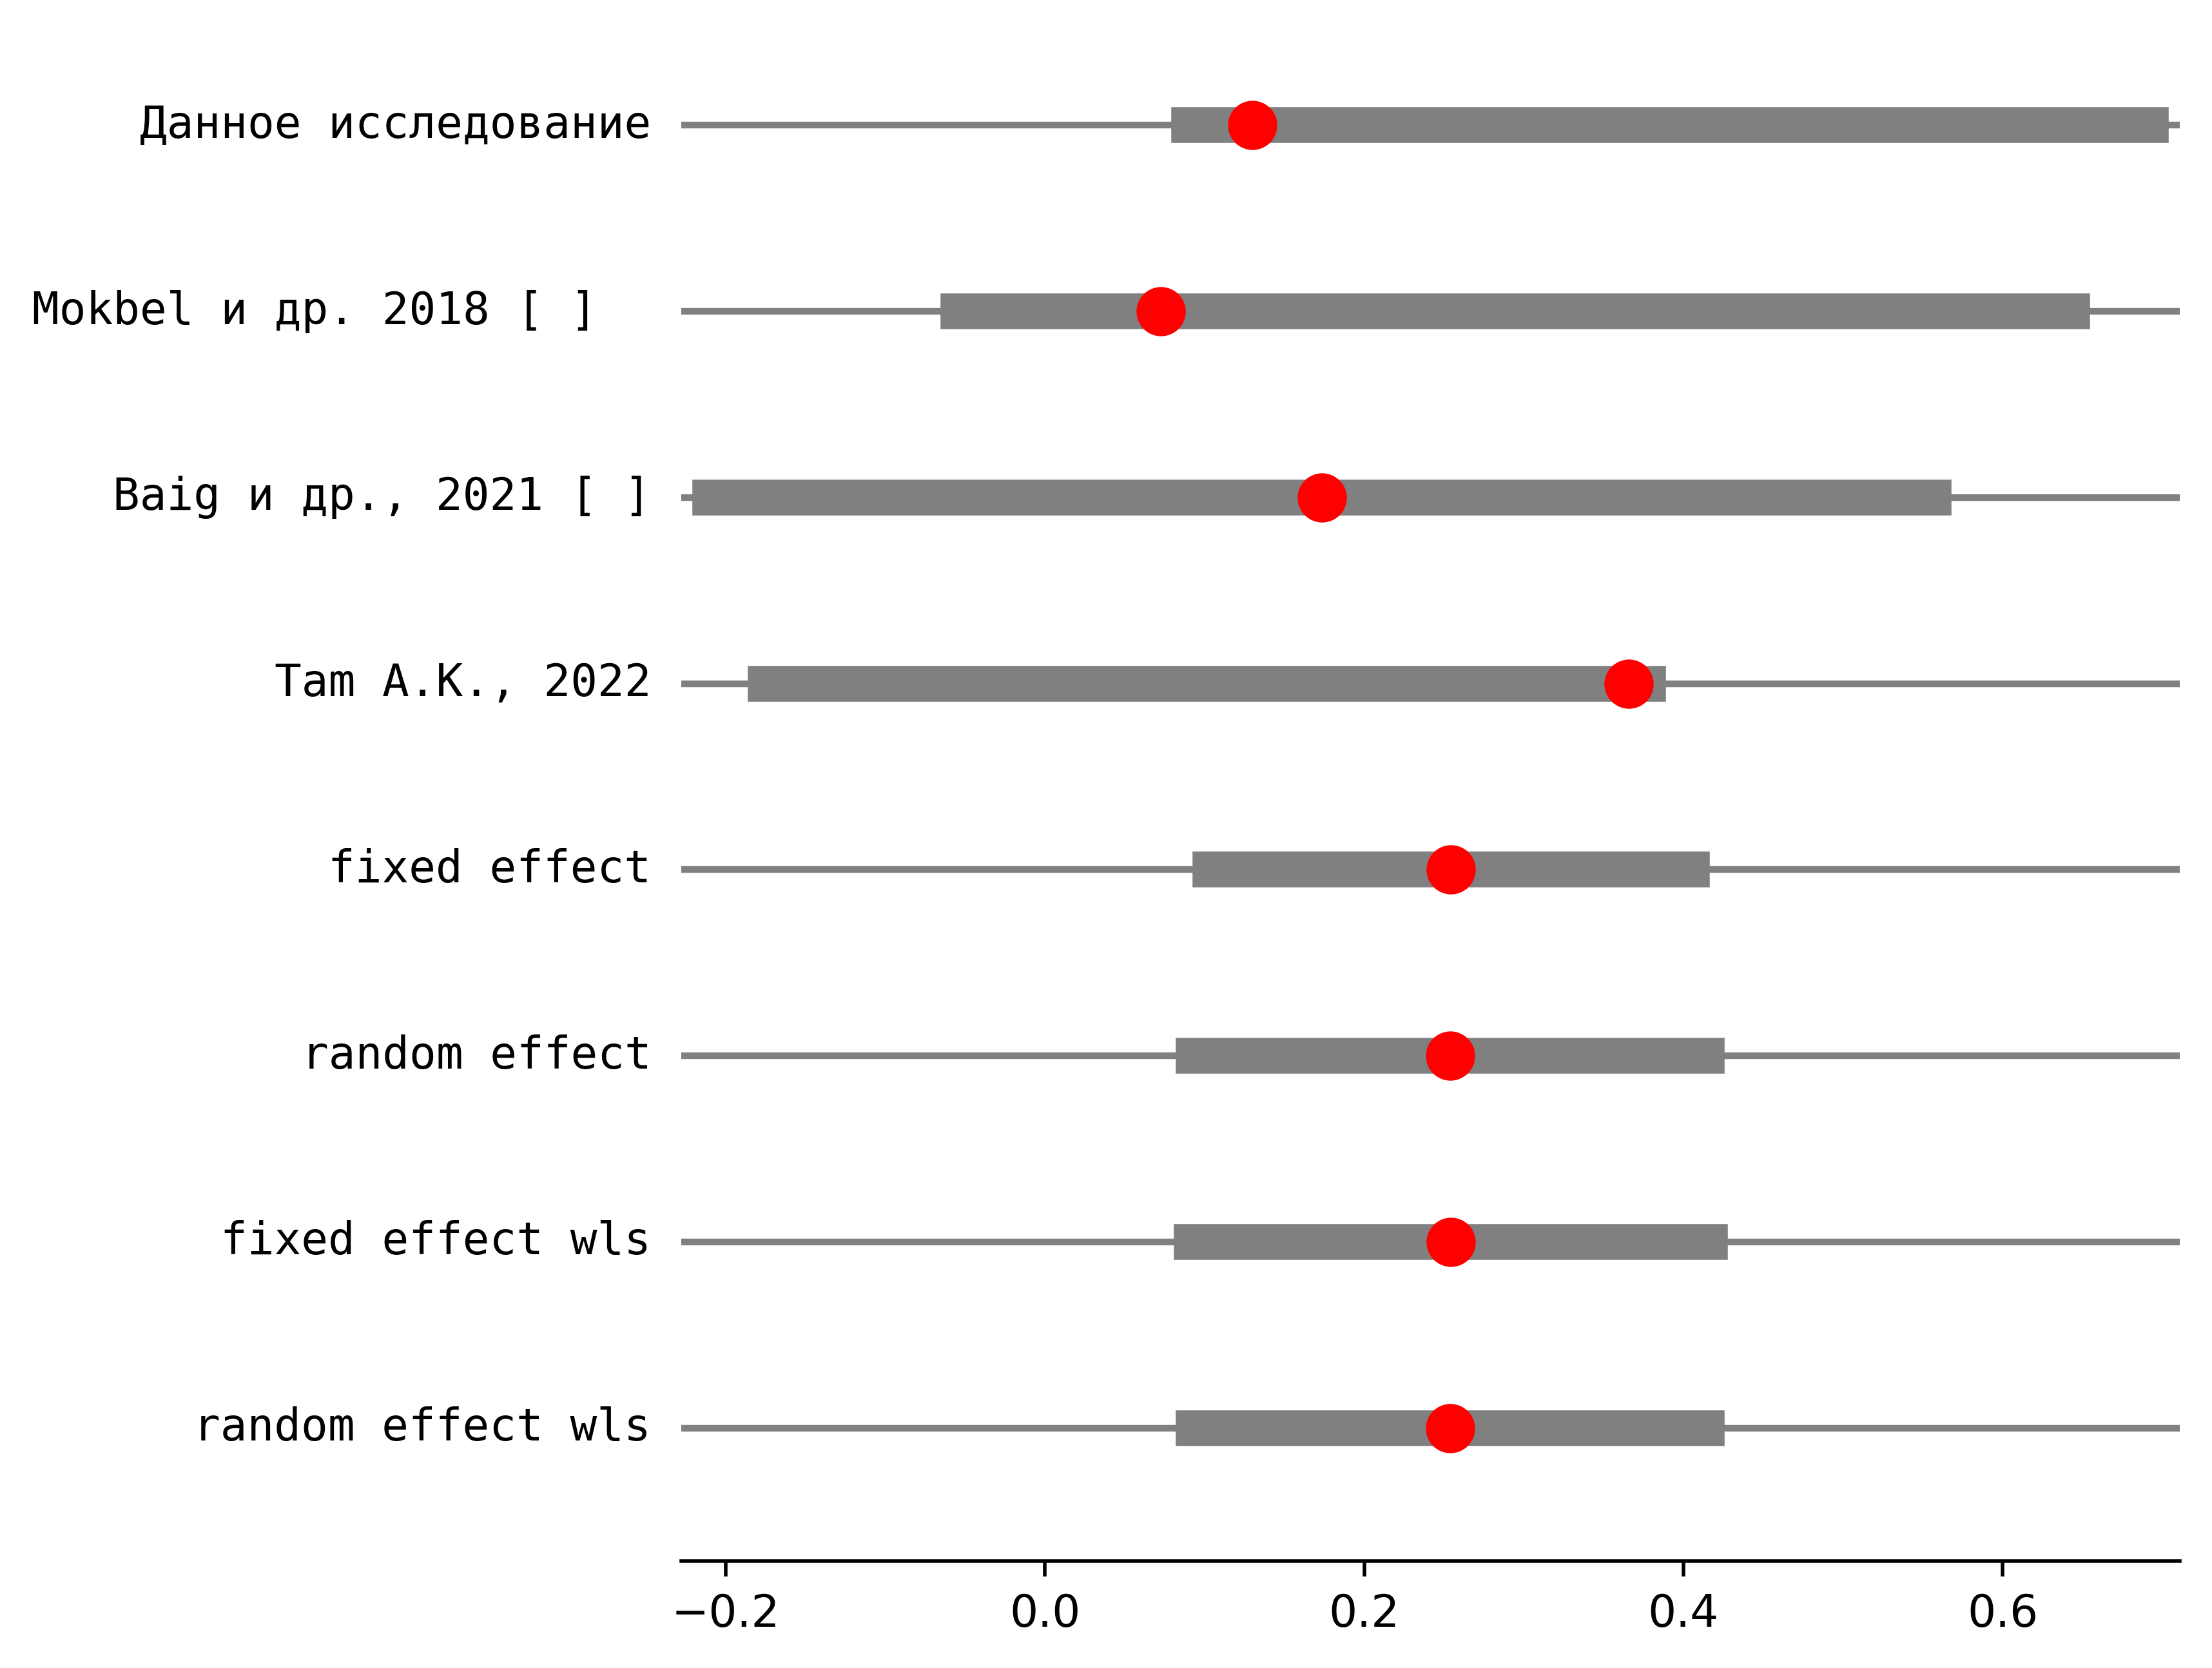 Данное исследование
Mokbel и др. 2018 [ ]
Baig и др., 2021 [ ]
Tam A.K., 2022
fixed effect
random effect
fixed effect wls
random effect wls
−0.2 0.0 0.2 0.4 0.6